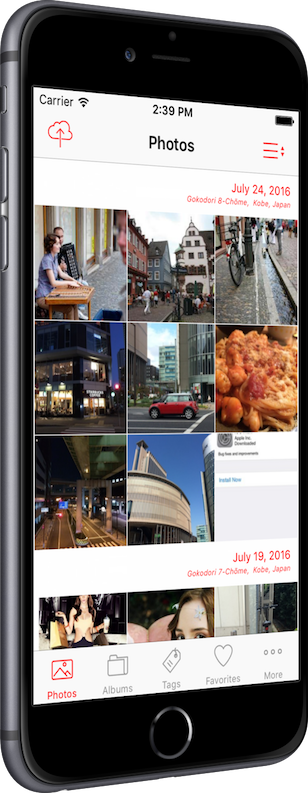 Carrier
2:39 PM
Photos
July 24, 2016
Gokodori 8-Chōme, Kobe, Japan
Apple Inc.
Downloaded
Bug fixes and improvements
Install Now
July 19, 2016
Gokodori 7-Chōme, Kobe, Japan
Photos
Albums
Tags
Favorites
More